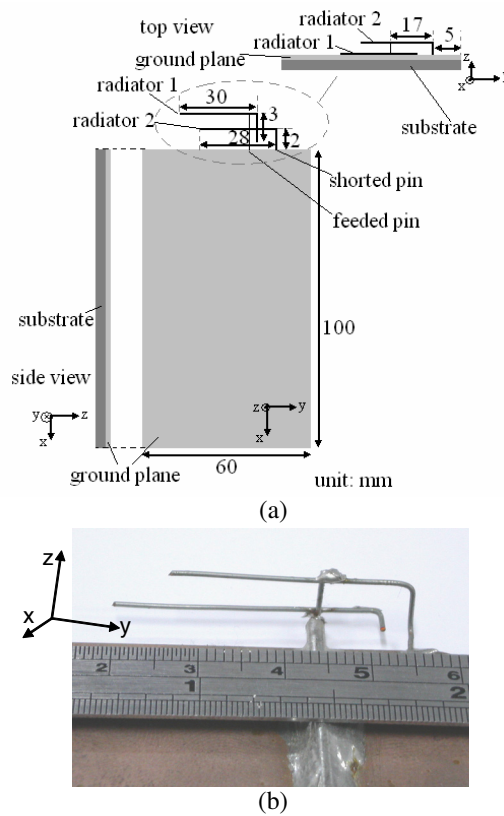 top view
radiator 2
17
5
radiator 1
ground plane
z
x
substrate
radiator 1
30
3
radiator 2
28
2
shorted pin
feeded pin
substrate
100
side view
y
z
x
z
y
x
ground plane
60
unit: mm
(a)
z
x
y
2
3
4
5
6
1
2
(b)